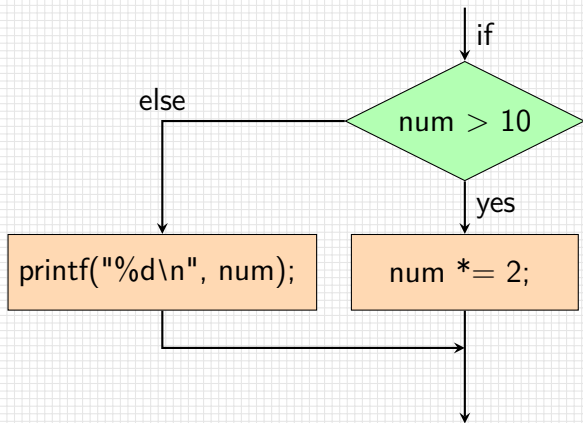 if
else
num > 10
yes
printf("%d\n", num);
num *= 2;